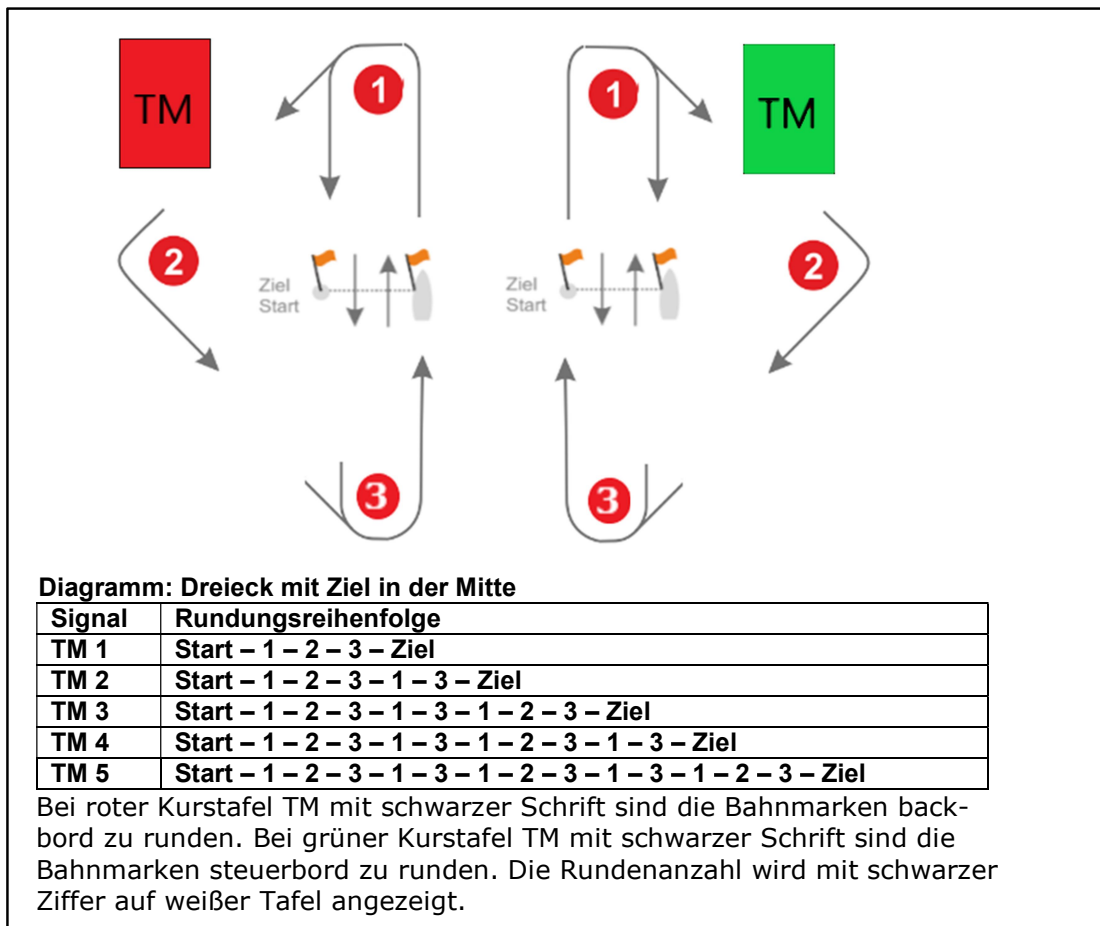 TM
1
1
TM
2
2
Ziel
Start
Ziel
Start
3
3
Diagramm: Dreieck mit Ziel in der Mitte
Signal Rundungsreihenfolge
TM 1 Start – 1 – 2 – 3 – Ziel
TM 2 Start – 1 – 2 – 3 – 1 – 3 – Ziel
TM 3 Start – 1 – 2 – 3 – 1 – 3 – 1 – 2 – 3 – Ziel
TM 4 Start – 1 – 2 – 3 – 1 – 3 – 1 – 2 – 3 – 1 – 3 – Ziel
TM 5 Start – 1 – 2 – 3 – 1 – 3 – 1 – 2 – 3 – 1 – 3 – 1 – 2 – 3 – Ziel
Bei roter Kurstafel TM mit schwarzer Schrift sind die Bahnmarken back-
bord zu runden. Bei grüner Kurstafel TM mit schwarzer Schrift sind die
Bahnmarken steuerbord zu runden. Die Rundenanzahl wird mit schwarzer
Ziffer auf weißer Tafel angezeigt.